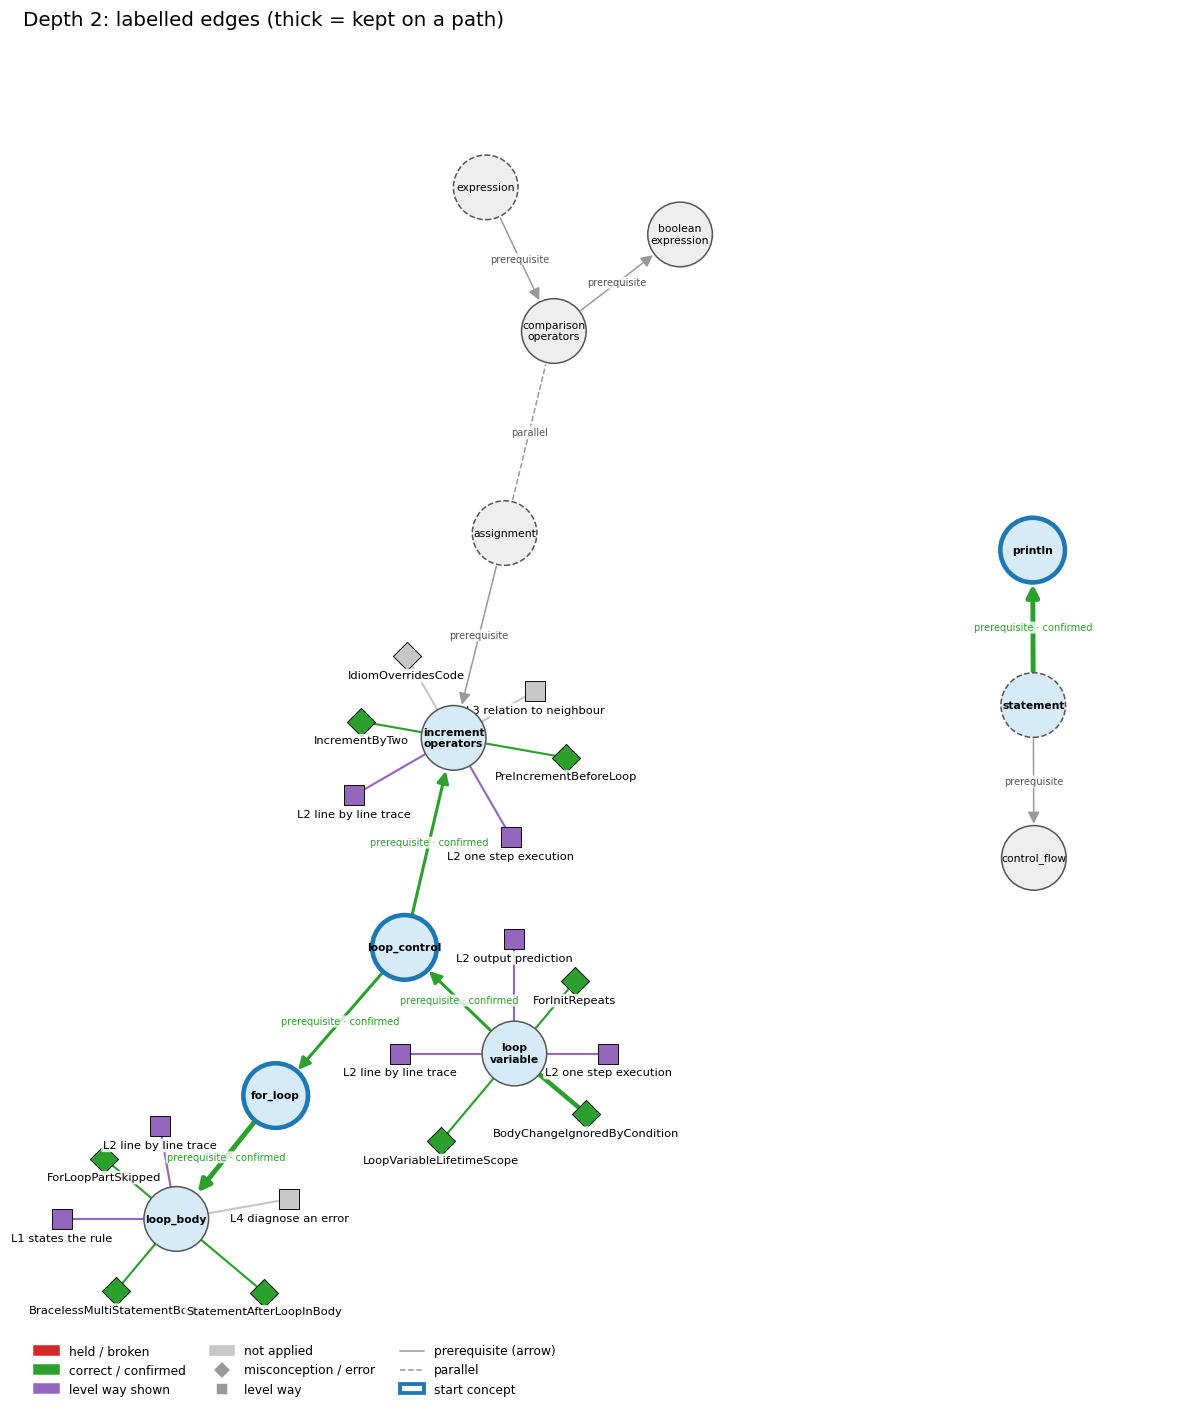 Depth 2: labelled edges (thick = kept on a path)
expression
boolean
expression
prerequisite
prerequisite
comparison
operators
parallel
assignment
println
prerequisite · confirmed
prerequisite
IdiomOverridesCode
L3 relation to neighbour
statement
increment
operators
IncrementByTwo
PreIncrementBeforeLoop
prerequisite
L2 line by line trace
prerequisite · confirmed
L2 one step execution
control_flow
loop_control
L2 output prediction
prerequisite · confirmed
ForInitRepeats
prerequisite · confirmed
loop
variable
L2 line by line trace
L2 one step execution
for_loop
BodyChangeIgnoredByCondition
L2 line by line trace
prerequisite · confirmed
LoopVariableLifetimeScope
ForLoopPartSkipped
loop_body
L4 diagnose an error
L1 states the rule
BracelessMultiStatementBo
StatementAfterLoopInBody
held / broken
correct / confirmed
level way shown
not applied
misconception / error
level way
prerequisite (arrow)
parallel
start concept